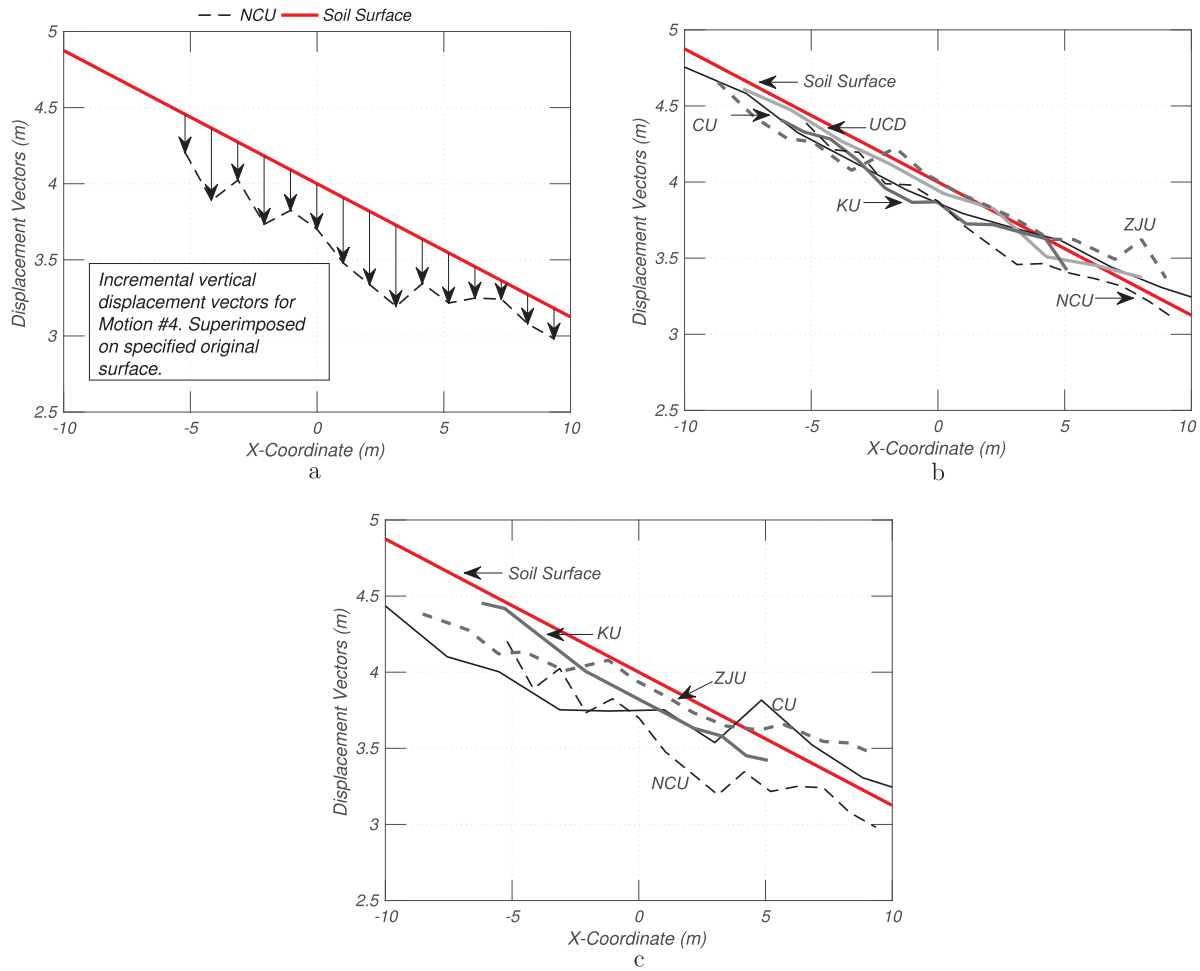 NCU Soil Surface
5
4.5
4
3.5
3
2.5
Displacement Vectors (m)
Incremental vertical
displacement vectors for
Motion #4. Superimposed
on specified original
surface.
-10 -5 0 5 10
X-Coordinate (m)
a
5
4.5
4
3.5
3
2.5
Displacement Vectors (m)
Soil Surface
CU
UCD
KU
ZJU
NCU
-10 -5 0 5 10
X-Coordinate (m)
b
5
4.5
4
3.5
3
2.5
Displacement Vectors (m)
Soil Surface
KU
ZJU
CU
NCU
-10 -5 0 5 10
X-Coordinate (m)
c